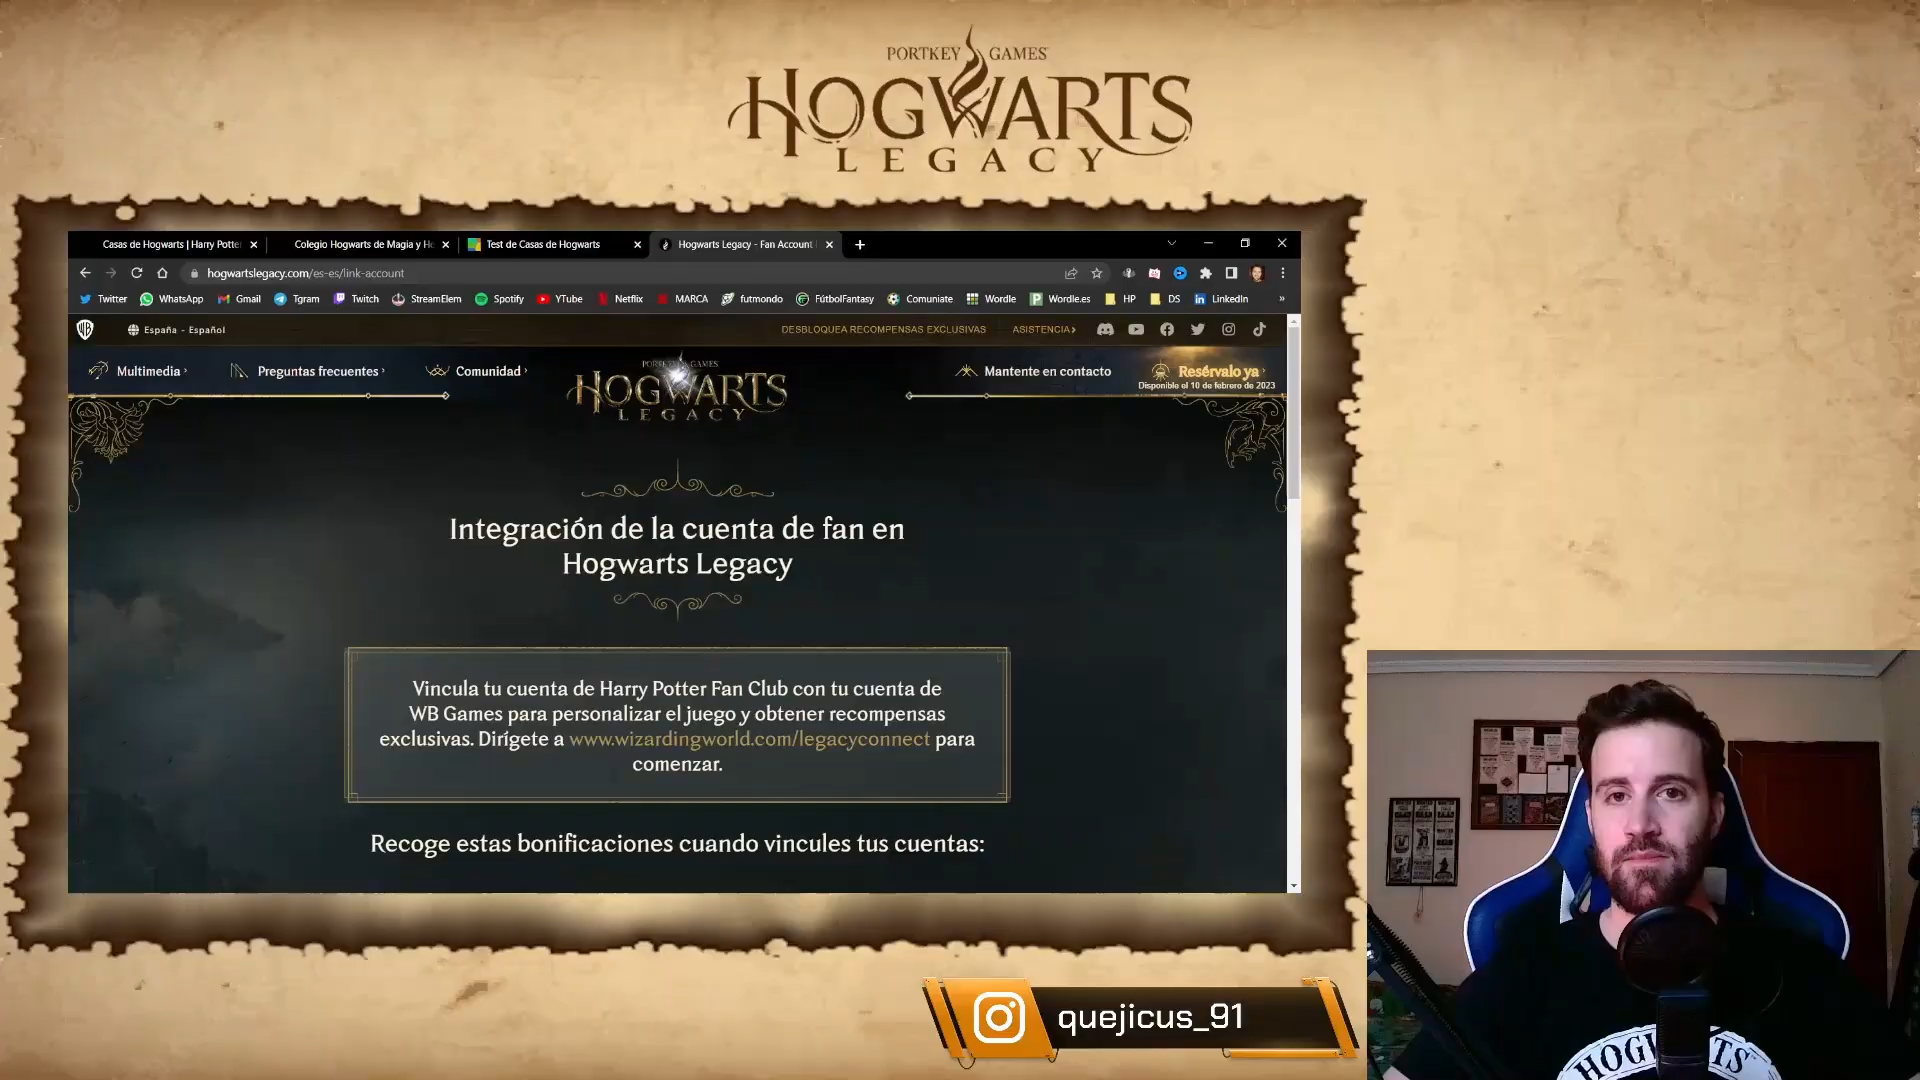 PORTKEY GAMES
HOGWARTS
LEGACY
Casas de Hogwarts | Harry Potter
Colegio Hogwarts de Magia y Ho
Test de Casas de Hogwarts
Hogwarts Legacy - Fan Account
hogwartslegacy.com/es-es/link-account
Twitter
WhatsApp
Gmail
Tgram
Twitch
StreamElem
Spotify
YTube
Netflix
MARCA
futmondo
FútbolFantasy
Comuniate
Wordle
Wordle.es
HP
DS
LinkedIn
»
España - Español
DESBLOQUEA RECOMPENSAS EXCLUSIVAS
ASISTENCIA
Multimedia
Preguntas frecuentes
Comunidad
PORTKEY GAMES
HOGWARTS
LEGACY
Mantente en contacto
Resérvalo ya
Disponible el 10 de febrero de 2023
Integración de la cuenta de fan en
Hogwarts Legacy
Vincula tu cuenta de Harry Potter Fan Club con tu cuenta de
WB Games para personalizar el juego y obtener recompensas
exclusivas. Dirígete a www.wizardingworld.com/legacyconnect para
comenzar.
Recoge estas bonificaciones cuando vincules tus cuentas:
quejicus_91